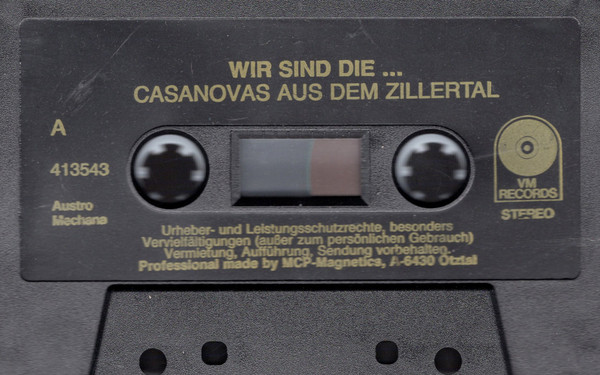 WIR SIND DIE ...
CASANOVAS AUS DEM ZILLERTAL
A
413543
Austro
Mechana
VM
RECORDS
STEREO
Urheber- und Leistungsschutzrechte, besonders
Vervielfältigungen (außer zum persönlichen Gebrauch)
Vermietung, Aufführung, Sendung vorbehalten.
Professional made by MCP-Magnetics, A-6430 Ötztal